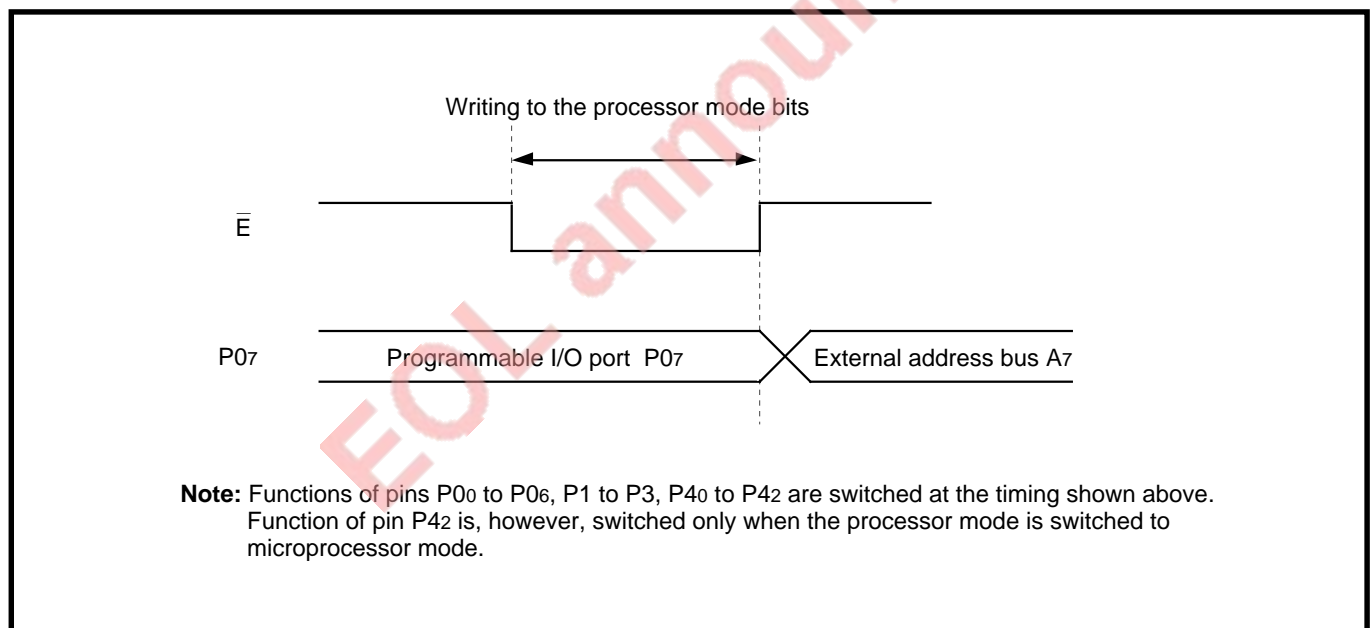 Writing to the processor mode bits
E
P07
Programmable I/O port P07
External address bus A7
Note: Functions of pins P00 to P06, P1 to P3, P40 to P42 are switched at the timing shown above.
Function of pin P42 is, however, switched only when the processor mode is switched to
microprocessor mode.
EOL announ